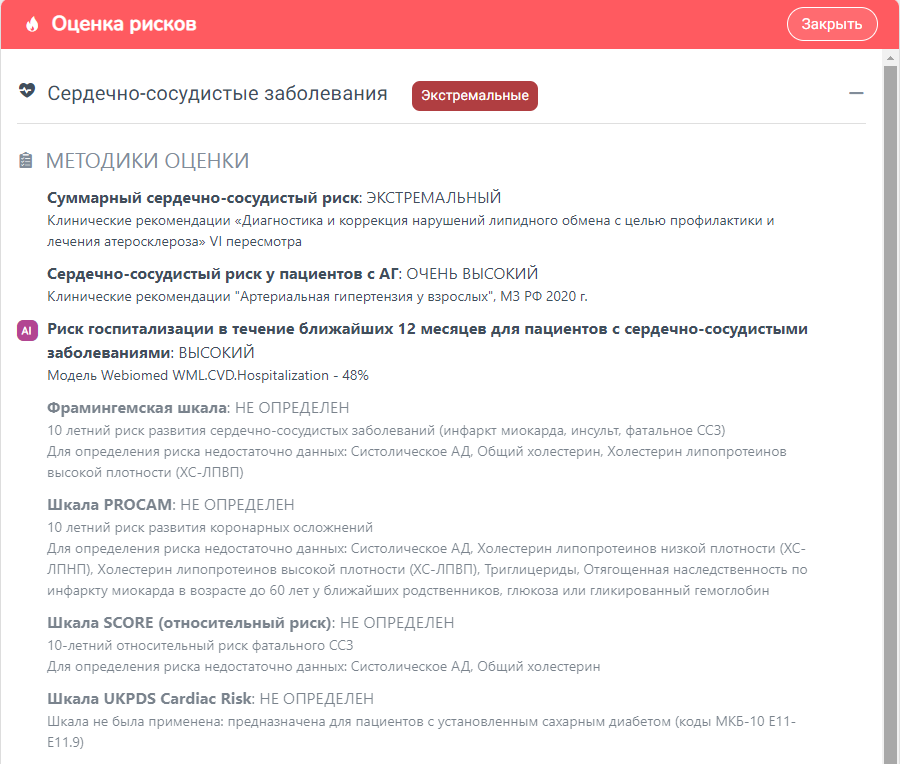 Оценка рисков
Закрыть
Сердечно-сосудистые заболевания
Экстремальные
МЕТОДИКИ ОЦЕНКИ
Суммарный сердечно-сосудистый риск: ЭКСТРЕМАЛЬНЫЙ
Клинические рекомендации «Диагностика и коррекция нарушений липидного обмена с целью профилактики и
лечения атеросклероза» VI пересмотра
Сердечно-сосудистый риск у пациентов с АГ: ОЧЕНЬ ВЫСОКИЙ
Клинические рекомендации "Артериальная гипертензия у взрослых", МЗ РФ 2020 г.
AI
Риск госпитализации в течение ближайших 12 месяцев для пациентов с сердечно-сосудистыми
заболеваниями: ВЫСОКИЙ
Модель Webiomed WML.CVD.Hospitalization - 48%
Фрамингемская шкала: НЕ ОПРЕДЕЛЕН
10 летний риск развития сердечно-сосудистых заболеваний (инфаркт миокарда, инсульт, фатальное ССЗ)
Для определения риска недостаточно данных: Систолическое АД, Общий холестерин, Холестерин липопротеинов
высокой плотности (ХС-ЛПВП)
Шкала PROCAM: НЕ ОПРЕДЕЛЕН
10 летний риск развития коронарных осложнений
Для определения риска недостаточно данных: Систолическое АД, Холестерин липопротеинов низкой плотности (ХС-
ЛПНП), Холестерин липопротеинов высокой плотности (ХС-ЛПВП), Триглицериды, Отягощенная наследственность по
инфаркту миокарда в возрасте до 60 лет у ближайших родственников, глюкоза или гликированный гемоглобин
Шкала SCORE (относительный риск): НЕ ОПРЕДЕЛЕН
10-летний относительный риск фатального ССЗ
Для определения риска недостаточно данных: Систолическое АД, Общий холестерин
Шкала UKPDS Cardiac Risk: НЕ ОПРЕДЕЛЕН
Шкала не была применена: предназначена для пациентов с установленным сахарным диабетом (коды МКБ-10 E11-
E11.9)